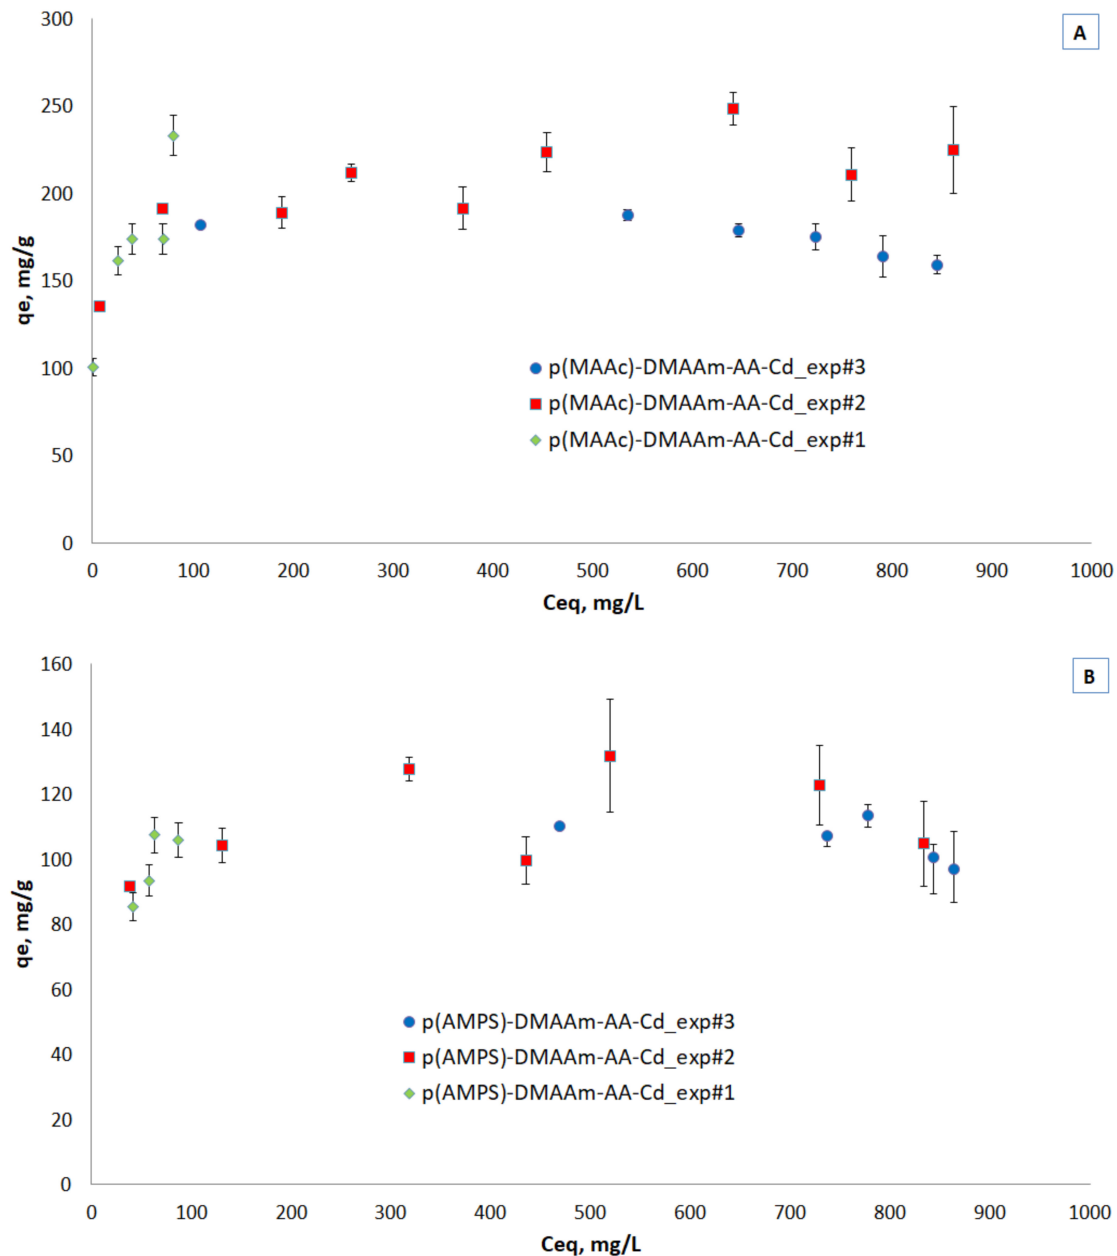 300
A
250
200
150
100
50
0
qe, mg/g
p(MAAc)-DMAAm-AA-Cd_exp#3
p(MAAc)-DMAAm-AA-Cd_exp#2
p(MAAc)-DMAAm-AA-Cd_exp#1
0 100 200 300 400 500 600 700 800 900 1000
Ceq, mg/L
160
B
140
120
100
80
60
40
20
0
qe, mg/g
p(AMPS)-DMAAm-AA-Cd_exp#3
p(AMPS)-DMAAm-AA-Cd_exp#2
p(AMPS)-DMAAm-AA-Cd_exp#1
0 100 200 300 400 500 600 700 800 900 1000
Ceq, mg/L